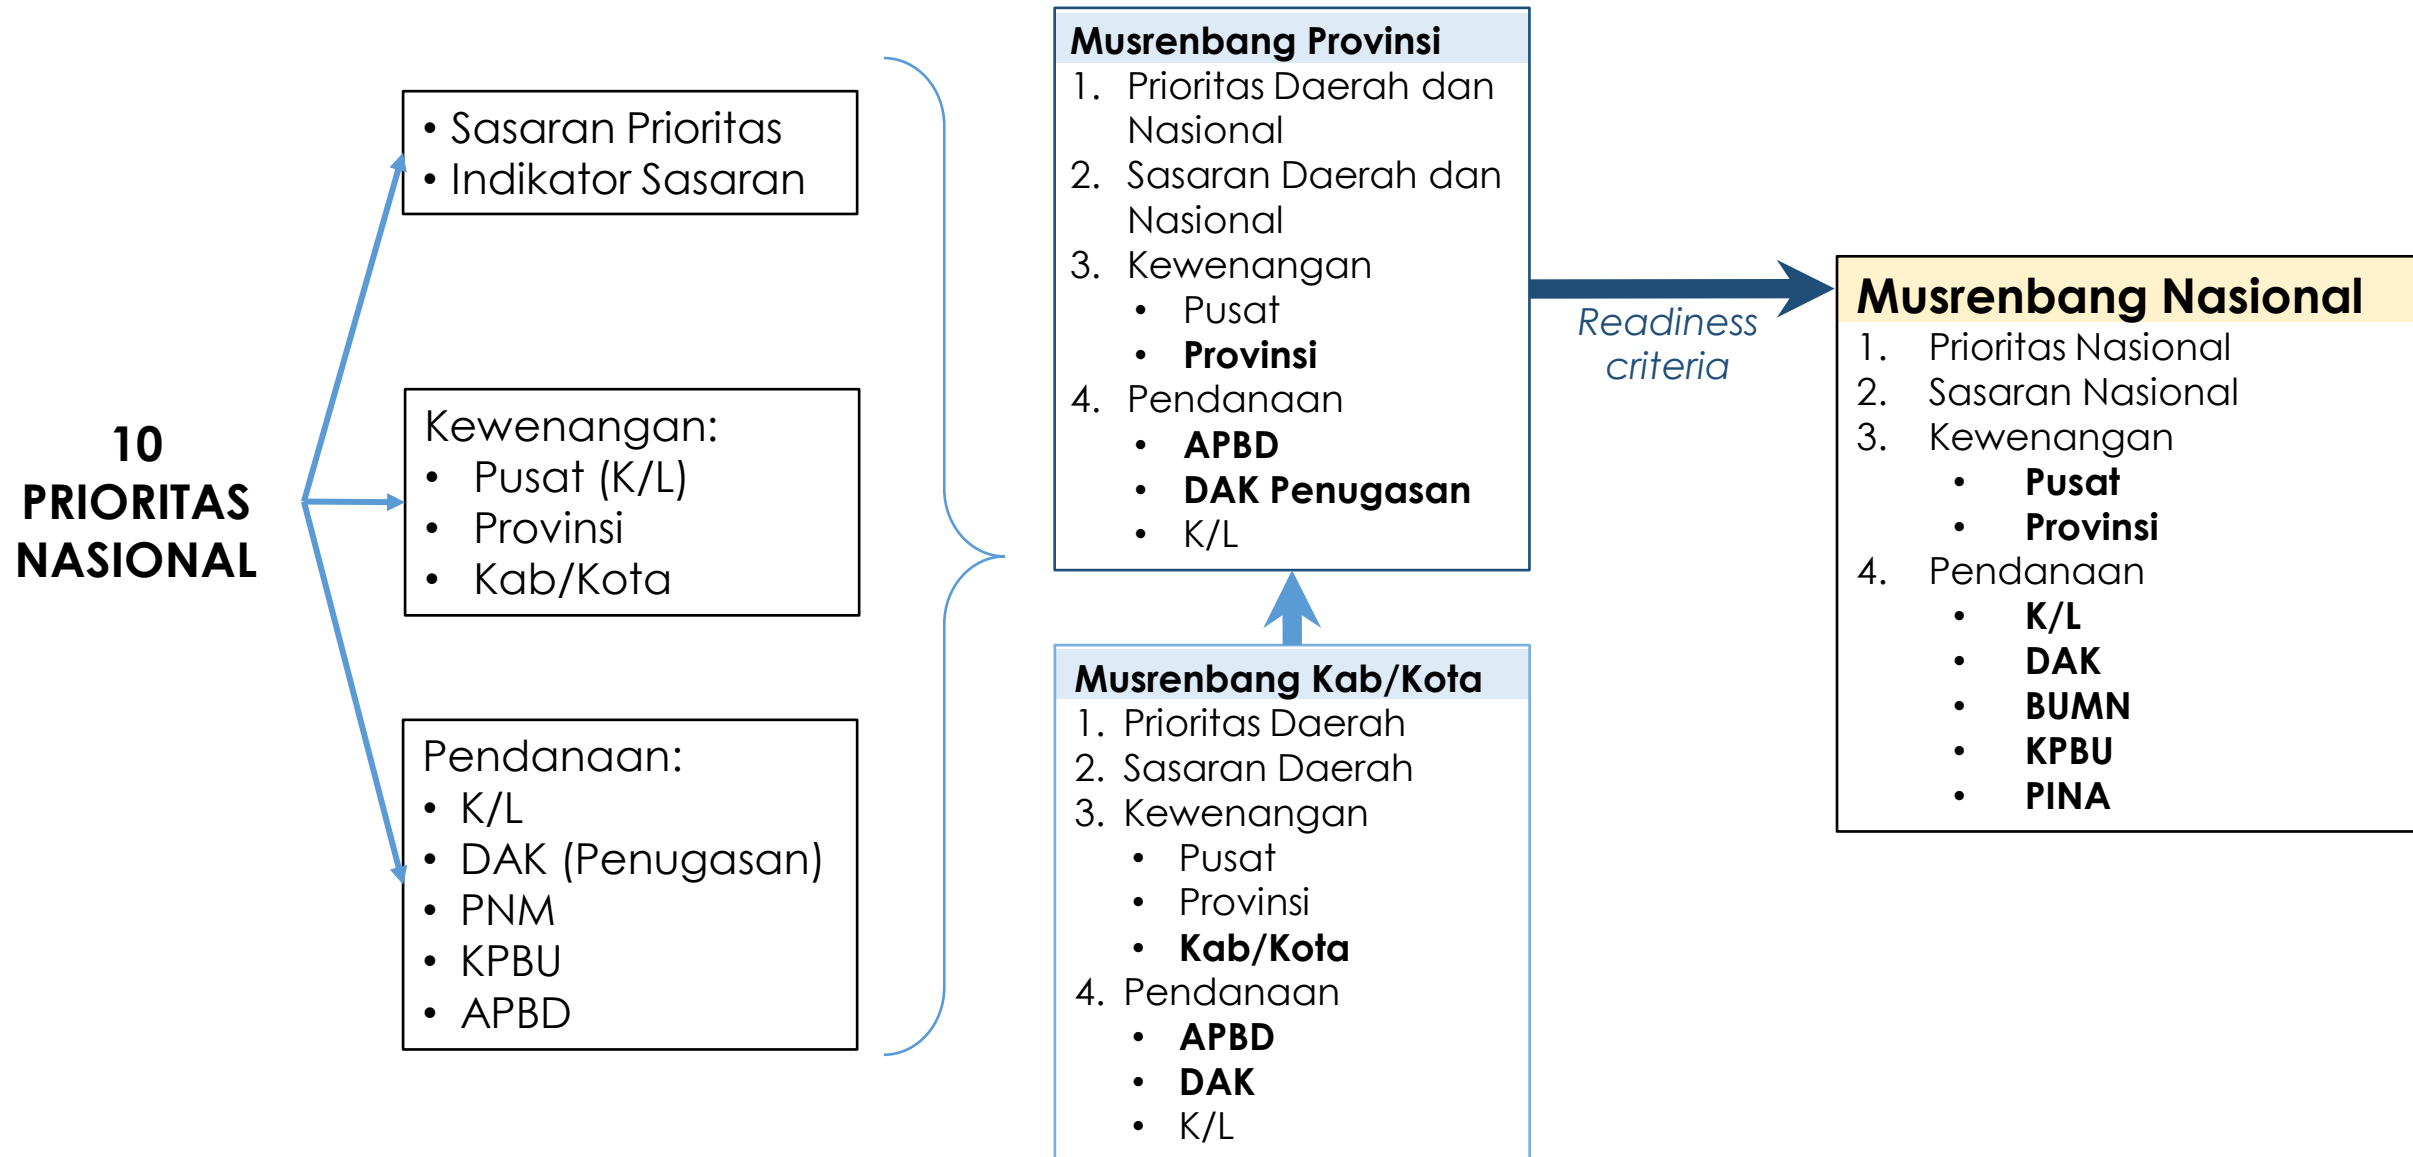 10
PRIORITAS
NASIONAL
• Sasaran Prioritas
• Indikator Sasaran
Kewenangan:
• Pusat (K/L)
• Provinsi
• Kab/Kota
Pendanaan:
• K/L
• DAK (Penugasan)
• PNM
• KPBU
• APBD
Musrenbang Provinsi
1. Prioritas Daerah dan
Nasional
2. Sasaran Daerah dan
Nasional
3. Kewenangan
• Pusat
• Provinsi
4. Pendanaan
• APBD
• DAK Penugasan
• K/L
Musrenbang Kab/Kota
1. Prioritas Daerah
2. Sasaran Daerah
3. Kewenangan
• Pusat
• Provinsi
• Kab/Kota
4. Pendanaan
• APBD
• DAK
• K/L
Readiness
criteria
Musrenbang Nasional
1. Prioritas Nasional
2. Sasaran Nasional
3. Kewenangan
• Pusat
• Provinsi
4. Pendanaan
• K/L
• DAK
• BUMN
• KPBU
• PINA